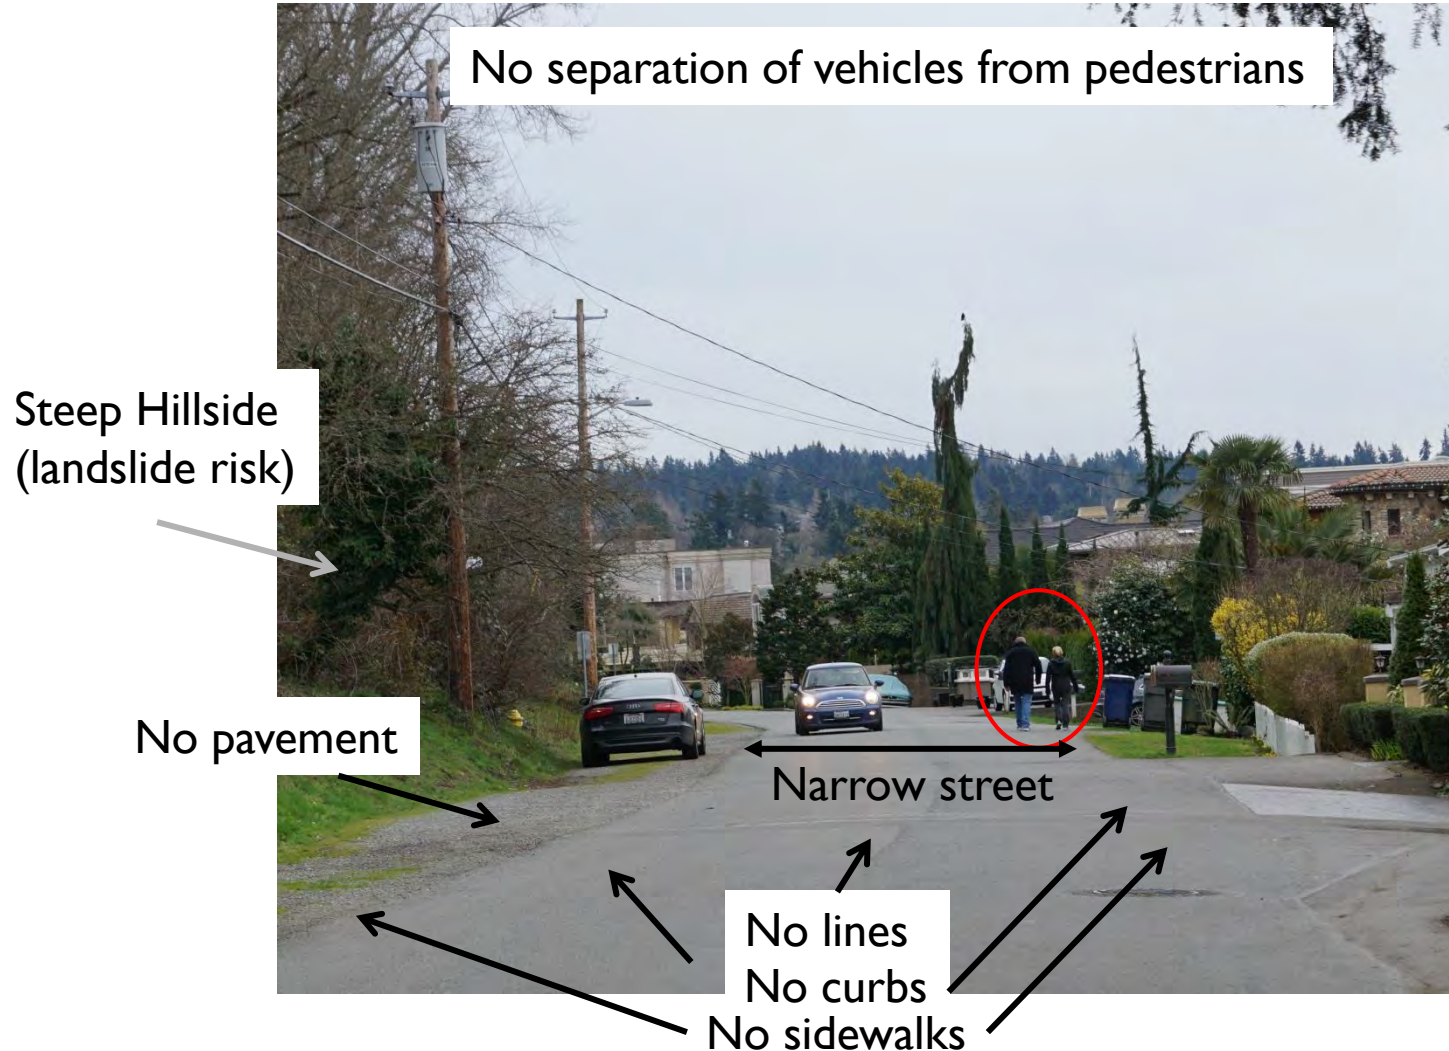 No separation of vehicles from pedestrians
Steep Hillside
(landslide risk)
No pavement
Narrow street
No lines
No curbs
No sidewalks